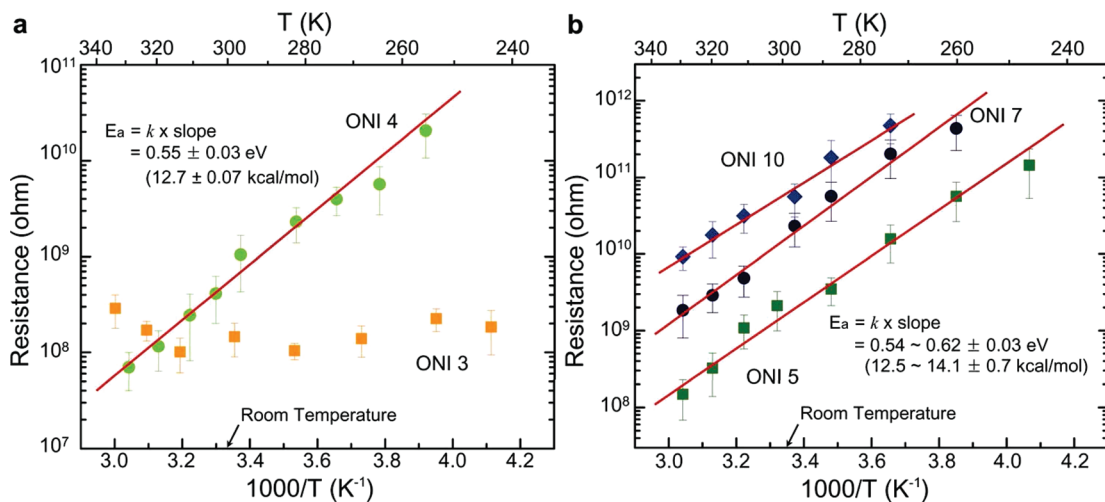 a
T (K)
340 320 300 280 260 240
10¹¹
10¹⁰
10⁹
10⁸
10⁷
Resistance (ohm)
ONI 4
Ea = k x slope
= 0.55 ± 0.03 eV
(12.7 ± 0.07 kcal/mol)
ONI 3
Room Temperature
3.0 3.2 3.4 3.6 3.8 4.0 4.2
1000/T (K⁻¹)
b
T (K)
340 320 300 280 260 240
10¹²
10¹¹
10¹⁰
10⁹
10⁸
Resistance (ohm)
ONI 7
ONI 10
Ea = k x slope
= 0.54 ~ 0.62 ± 0.03 eV
(12.5 ~ 14.1 ± 0.7 kcal/mol)
ONI 5
Room Temperature
3.0 3.2 3.4 3.6 3.8 4.0 4.2
1000/T (K⁻¹)